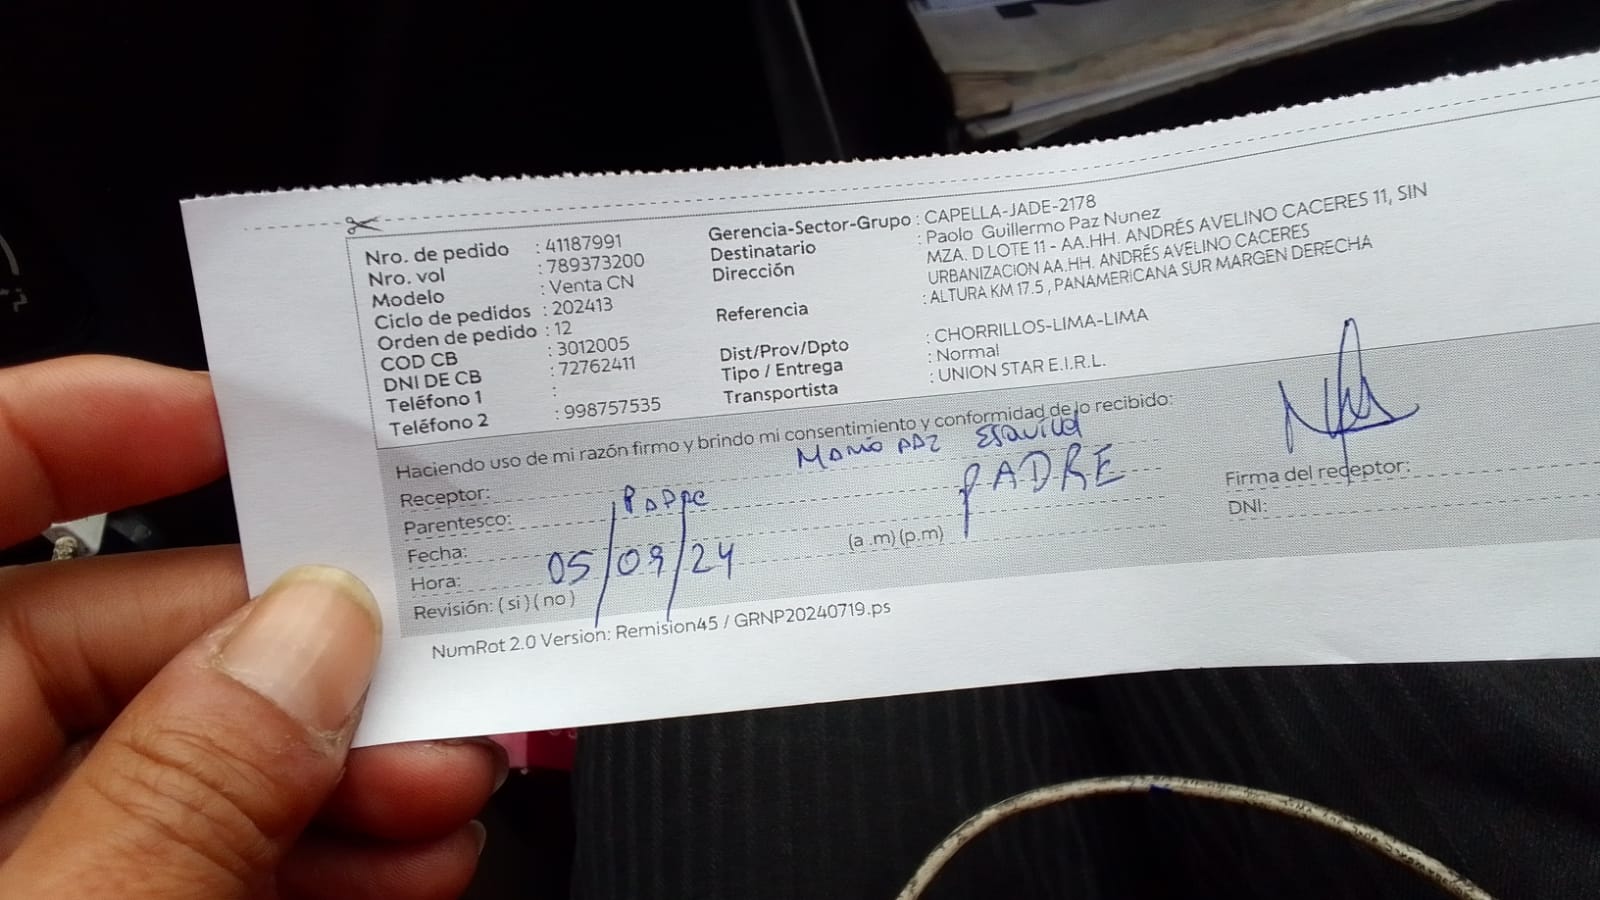 Nro. de pedido : 41187991
Nro. vol : 789373200
Modelo : Venta CN
Ciclo de pedidos : 202413
Orden de pedido : 12
COD CB : 3012005
DNI DE CB : 72762411
Teléfono 1 :
Teléfono 2 : 998757535
Gerencia-Sector-Grupo : CAPELLA-JADE-2178
Destinatario : Paolo Guillermo Paz Nunez
Dirección MZA. D LOTE 11 - AA.HH. ANDRÉS AVELINO CACERES 11, SIN
URBANIZACION AA.HH. ANDRÉS AVELINO CACERES
Referencia : ALTURA KM 17.5 , PANAMERICANA SUR MARGEN DERECHA
Dist/Prov/Dpto : CHORRILLOS-LIMA-LIMA
Tipo / Entrega : Normal
Transportista : UNION STAR E.I.R.L.
Haciendo uso de mi razón firmo y brindo mi consentimiento y conformidad de lo recibido:
Receptor: PAZ
Parentesco: PADRE
Fecha:
Hora: 05/09/24 (a .m) (p.m)
Revisión: ( si ) ( no )
Firma del receptor:
DNI:
NumRot 2.0 Version: Remision45 / GRNP20240719.ps